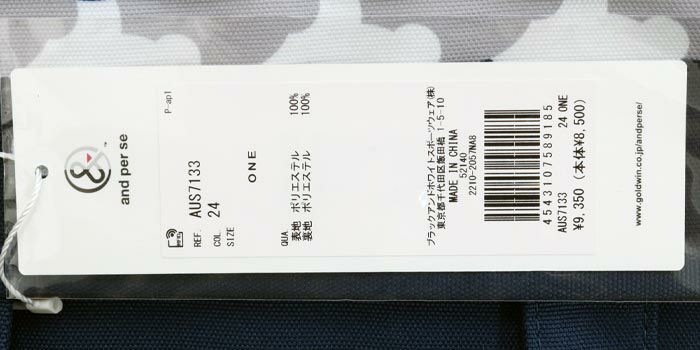 and per se
P-ap1
REF. AUS7133
COL. 24
SIZE ONE
QUA
表地 ポリエステル 100%
裏地 ポリエステル 100%
ブラックアンドホワイトスポーツウェア(株)
東京都千代田区飯田橋 1-5-10
MADE IN CHINA
52140
2210-2057NA8
4543107589185
AUS7133 24 ONE
¥9,350 (本体¥8,500)
www.goldwin.co.jp/andperse/